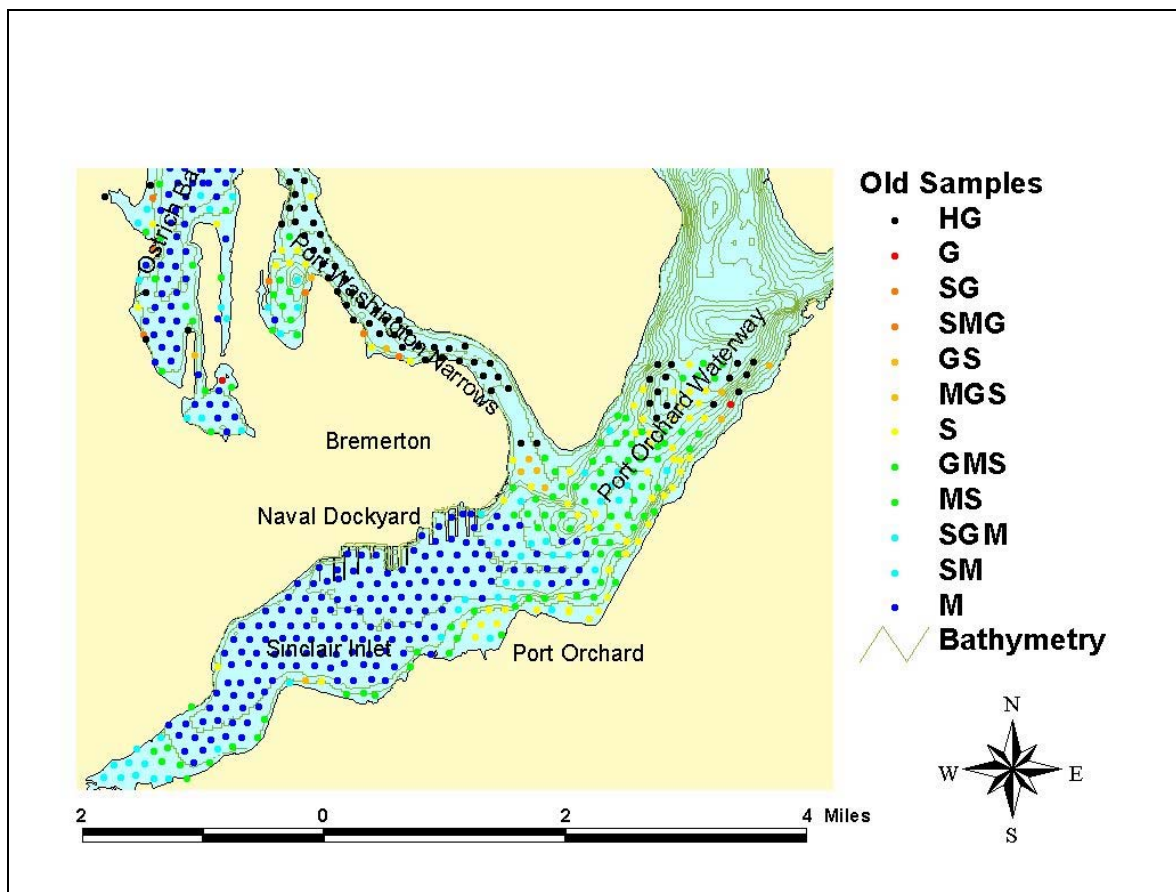 Ostrich Ba
Port Washington Narrows
Port Orchard Waterway
Bremerton
Naval Dockyard
Sinclair Inlet
Port Orchard
Old Samples
HG
G
SG
SMG
GS
MGS
S
GMS
MS
SGM
SM
M
Bathymetry
N
W E
S
2 0 2 4 Miles